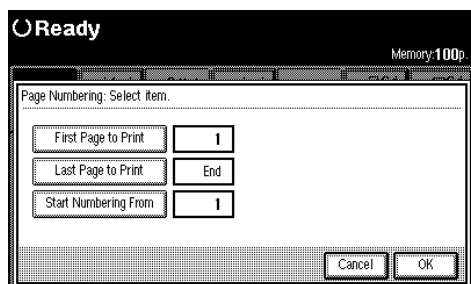 Ready
Memory:100p.
Page Numbering: Select item.
First Page to Print 1
Last Page to Print End
Start Numbering From 1
Cancel OK